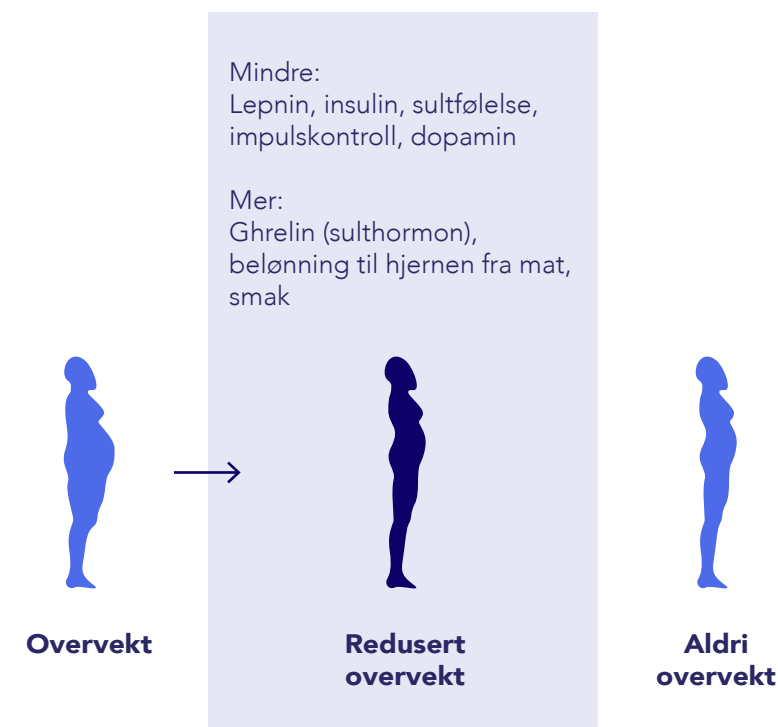 Mindre:
Lepnin, insulin, sultfølelse,
impulskontroll, dopamin
Mer:
Ghrelin (sulthormon),
belønning til hjernen fra mat,
smak
Overvekt
Redusert
overvekt
Aldri
overvekt